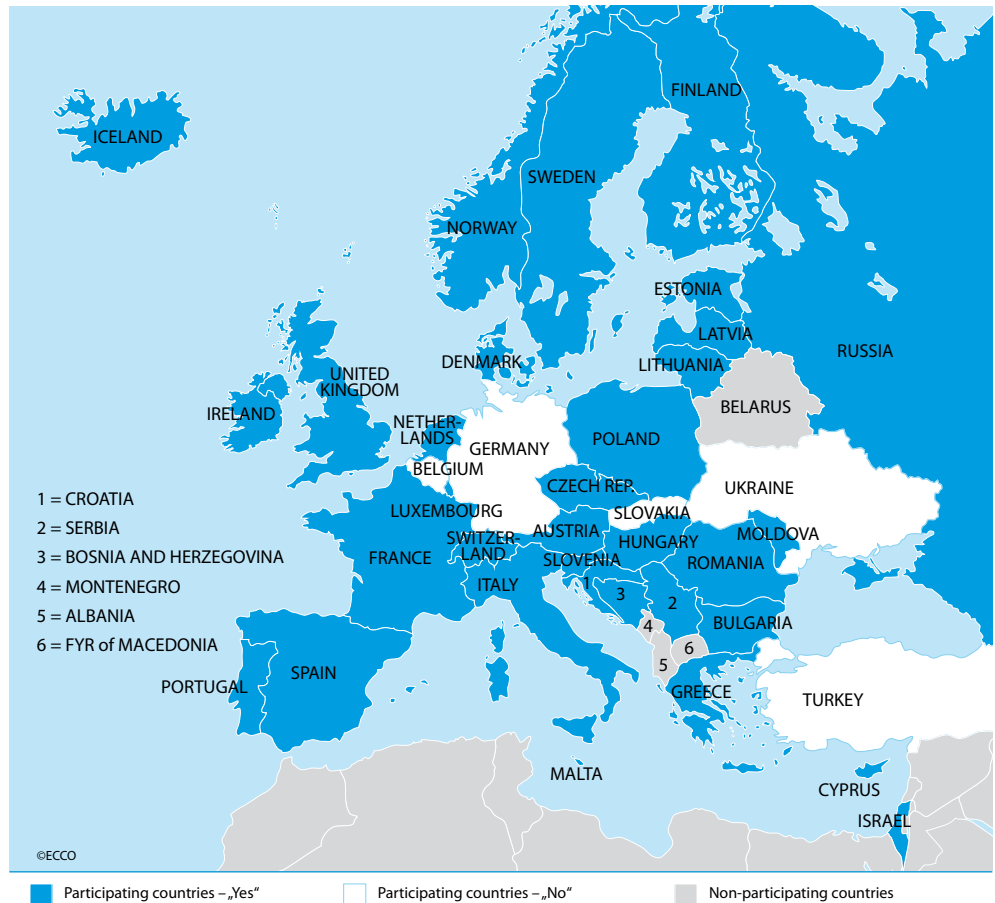 FINLAND
ICELAND
SWEDEN
NORWAY
ESTONIA
LATVIA
RUSSIA
DENMARK
LITHUANIA
UNITED
KINGDOM
BELARUS
IRELAND
NETHER-
LANDS
POLAND
GERMANY
BELGIUM
CZECH REP.
UKRAINE
1 = CROATIA
LUXEMBOURG
SLOVAKIA
2 = SERBIA
AUSTRIA
MOLDOVA
SWITZER-
LAND
HUNGARY
3 = BOSNIA AND HERZEGOVINA
FRANCE
SLOVENIA
ROMANIA
4 = MONTENEGRO
ITALY
1
3
2
5 = ALBANIA
4
BULGARIA
6 = FYR of MACEDONIA
6
5
SPAIN
PORTUGAL
GREECE
TURKEY
MALTA
CYPRUS
ISRAEL
©ECCO
Participating countries – „Yes“
Participating countries – „No“
Non-participating countries